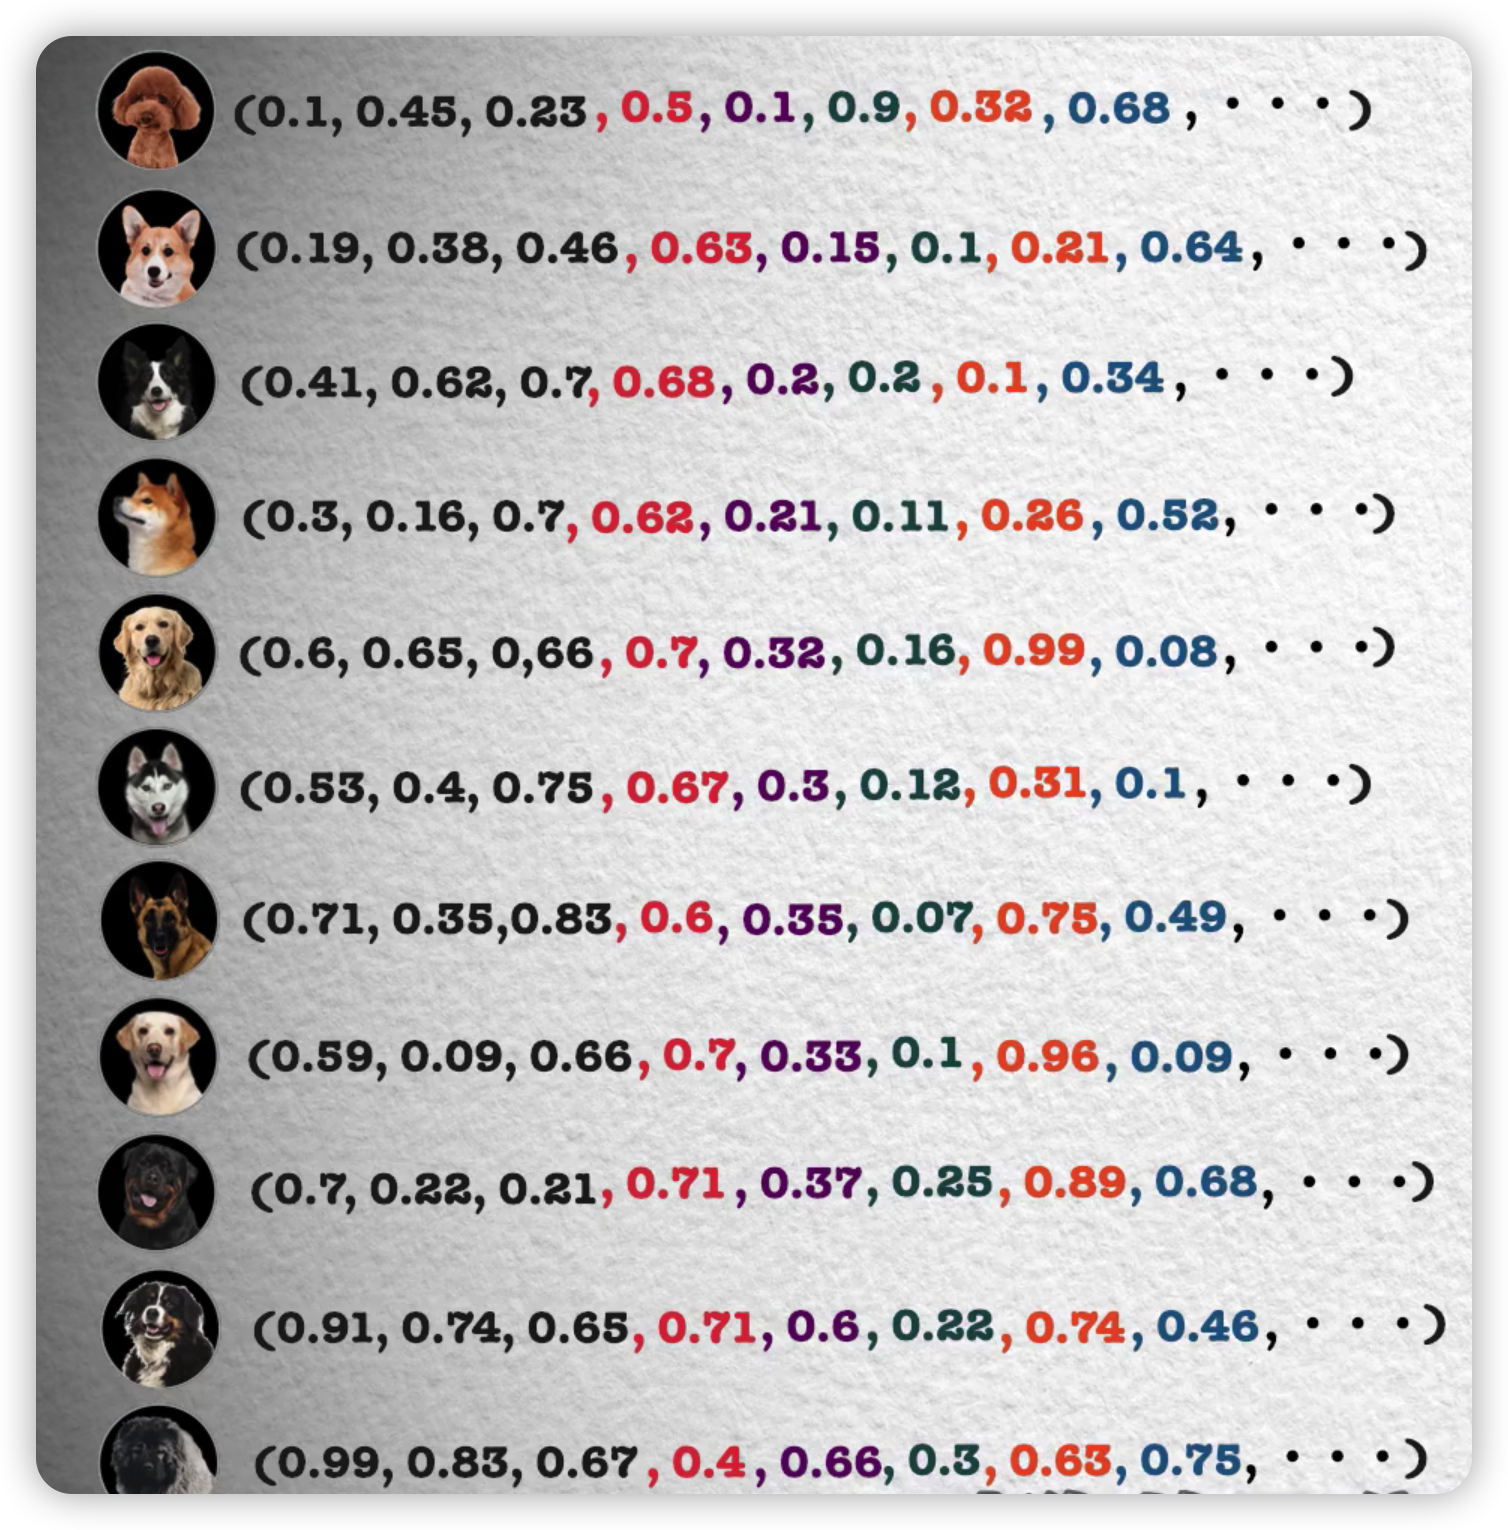 (0.1, 0.45, 0.23, 0.5, 0.1, 0.9, 0.32, 0.68, ...)
(0.19, 0.38, 0.46, 0.63, 0.15, 0.1, 0.21, 0.64, ...)
(0.41, 0.62, 0.7, 0.68, 0.2, 0.2, 0.1, 0.34, ...)
(0.3, 0.16, 0.7, 0.62, 0.21, 0.11, 0.26, 0.52, ...)
(0.6, 0.65, 0,66, 0.7, 0.32, 0.16, 0.99, 0.08, ...)
(0.53, 0.4, 0.75, 0.67, 0.3, 0.12, 0.31, 0.1, ...)
(0.71, 0.35,0.83, 0.6, 0.35, 0.07, 0.75, 0.49, ...)
(0.59, 0.09, 0.66, 0.7, 0.33, 0.1, 0.96, 0.09, ...)
(0.7, 0.22, 0.21, 0.71, 0.37, 0.25, 0.89, 0.68, ...)
(0.91, 0.74, 0.65, 0.71, 0.6, 0.22, 0.74, 0.46, ...)
(0.99, 0.83, 0.67, 0.4, 0.66, 0.3, 0.63, 0.75, ...)